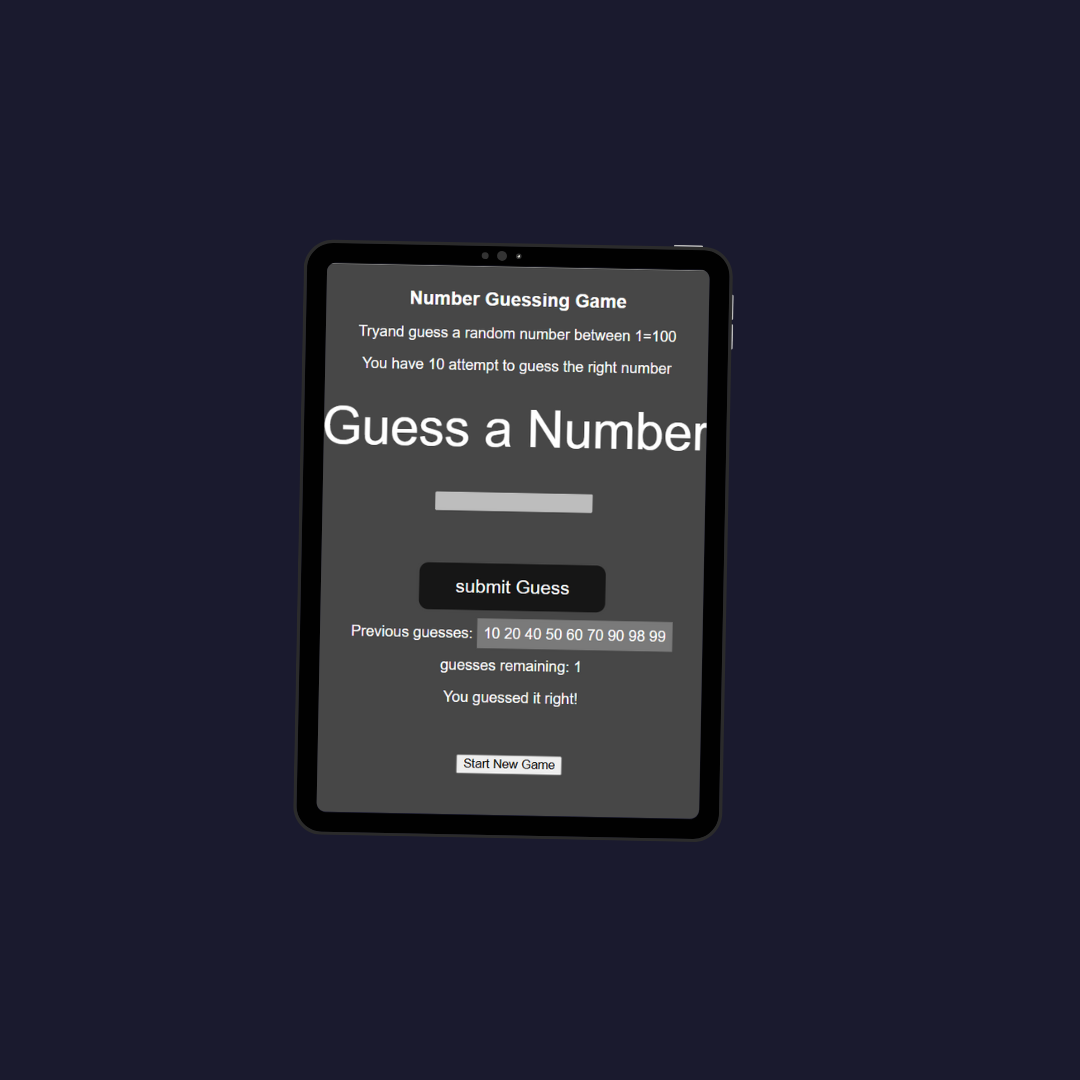 Number Guessing Game
Tryand guess a random number between 1=100
You have 10 attempt to guess the right number
Guess a Number
submit Guess
Previous guesses: 10 20 40 50 60 70 90 98 99
guesses remaining: 1
You guessed it right!
Start New Game